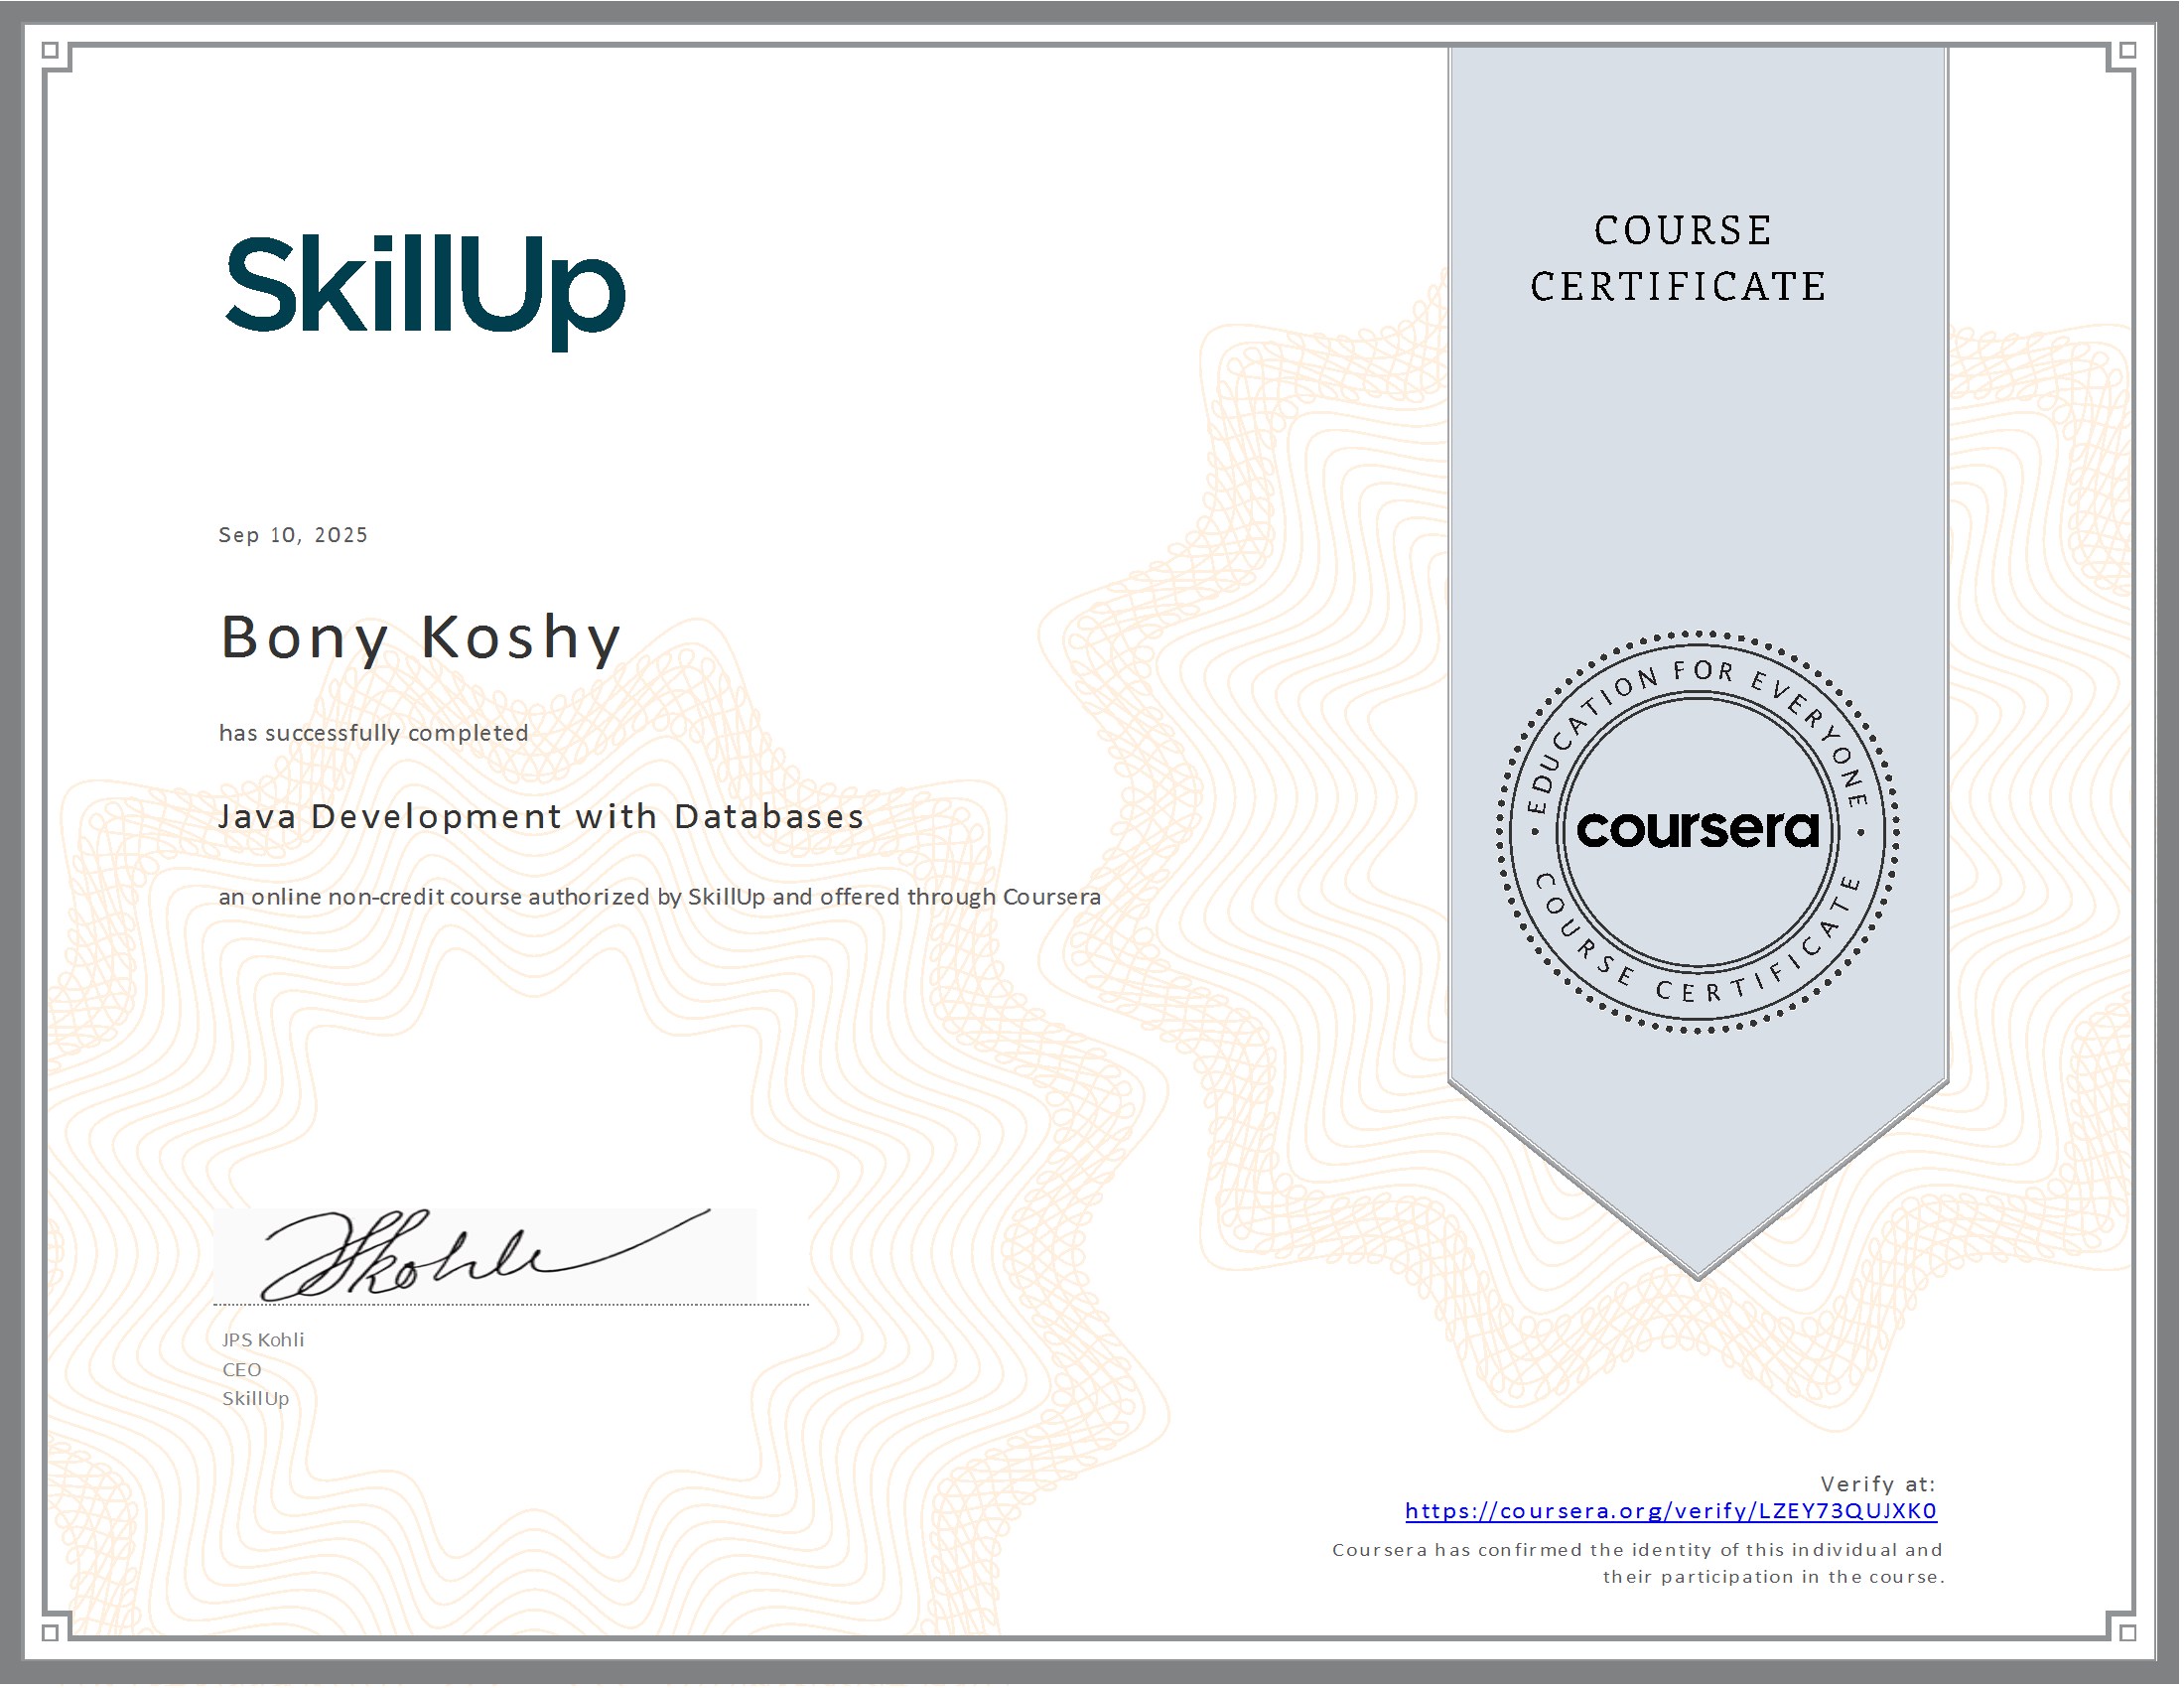 SkillUp
COURSE
CERTIFICATE
Sep 10, 2025
Bony Koshy
has successfully completed
Java Development with Databases
an online non-credit course authorized by SkillUp and offered through Coursera
EDUCATION FOR EVERYONE
coursera
COURSE CERTIFICATE
JPS Kohli
CEO
SkillUp
Verify at:
https://coursera.org/verify/LZEY73QUJXK0
Coursera has confirmed the identity of this individual and
their participation in the course.